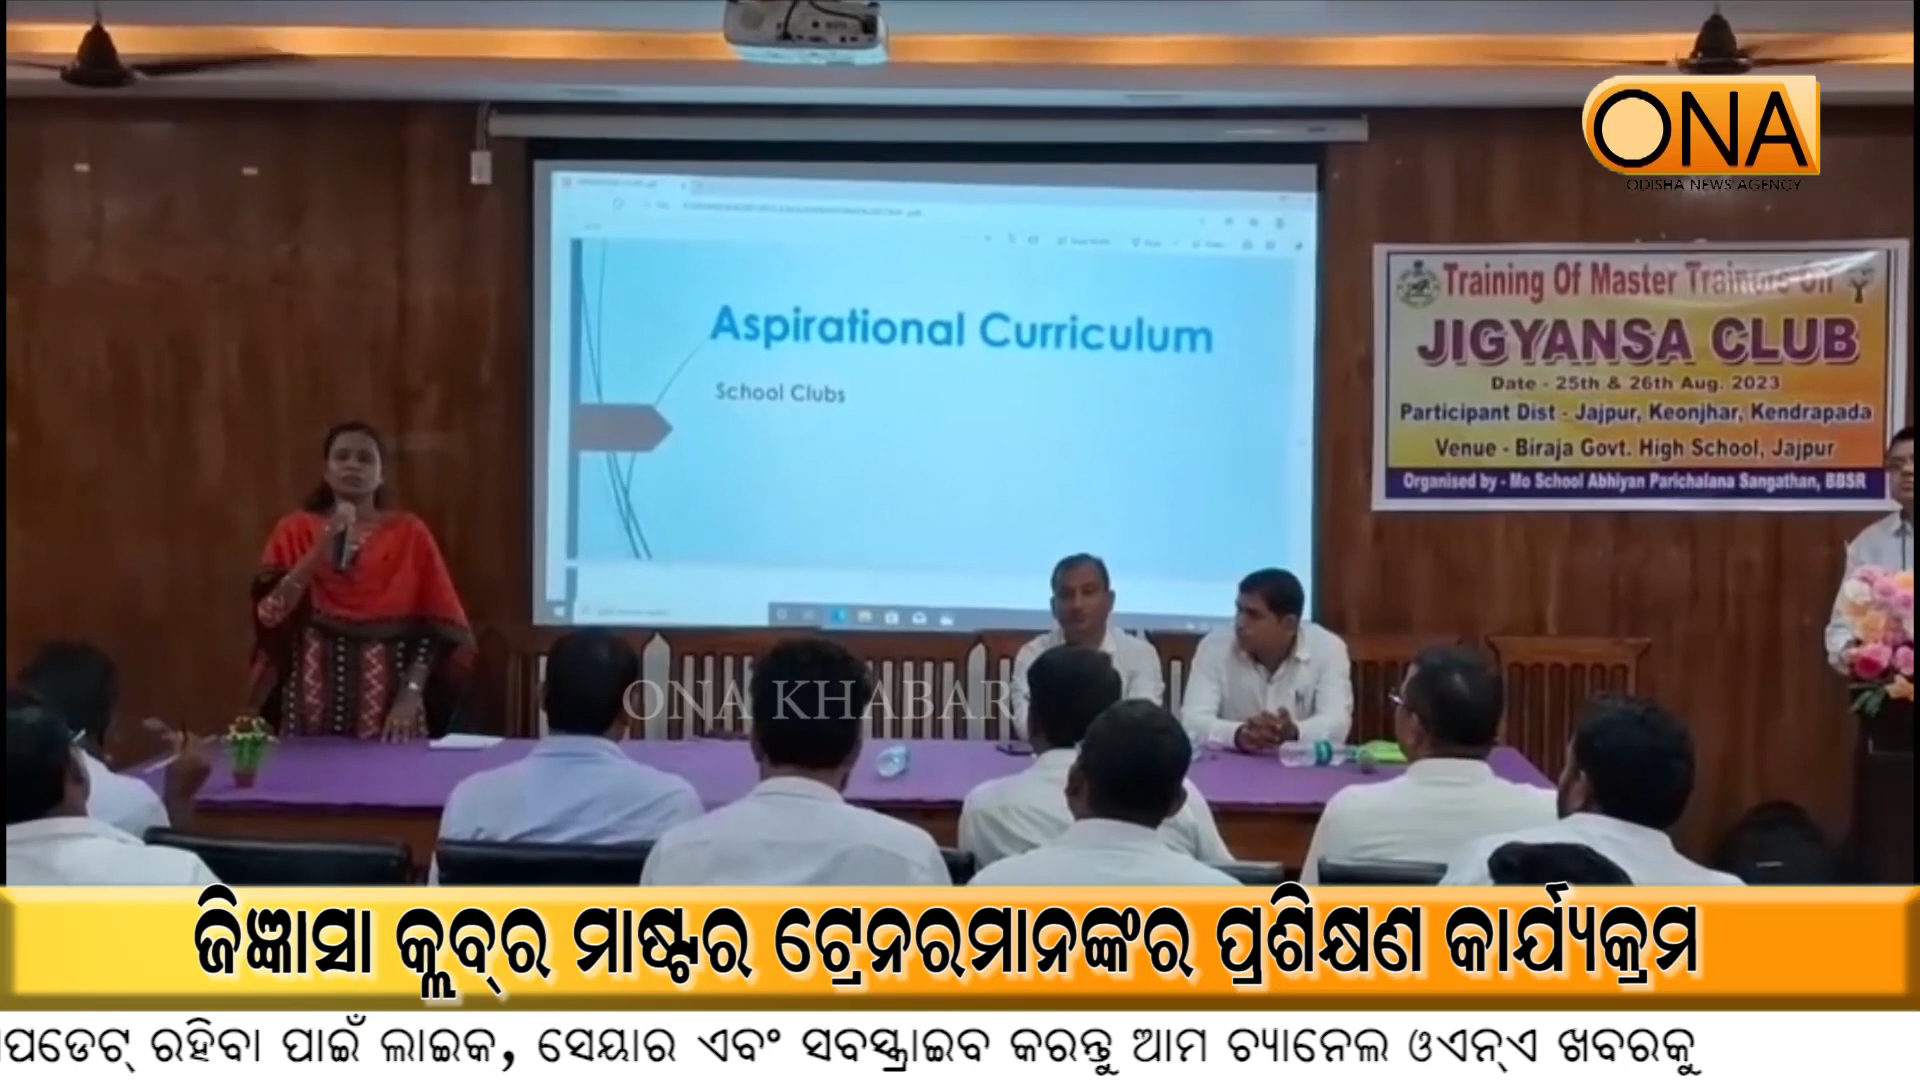 ONA
ODISHA NEWS AGENCY
Aspirational Curriculum
School Clubs
Training Of Master Trainers On
JIGYANSA CLUB
Date - 25th & 26th Aug. 2023
Participant Dist - Jajpur, Keonjhar, Kendrapada
Venue - Biraja Govt. High School, Jajpur
Organised by - Mo School Abhiyan Parichalana Sangathan, BBSR
ONA KHABAR
ଜିଜ୍ଞାସା କ୍ଲବ୍‌ର ମାଷ୍ଟର ଟ୍ରେନରମାନଙ୍କର ପ୍ରଶିକ୍ଷଣ କାର୍ଯ୍ୟକ୍ରମ
ପଡେଟ୍ ରହିବା ପାଇଁ ଲାଇକ, ସେୟାର ଏବଂ ସବସ୍କ୍ରାଇବ କରନ୍ତୁ ଆମ ଚ୍ୟାନେଲ ଓଏନ୍‌ଏ ଖବରକୁ